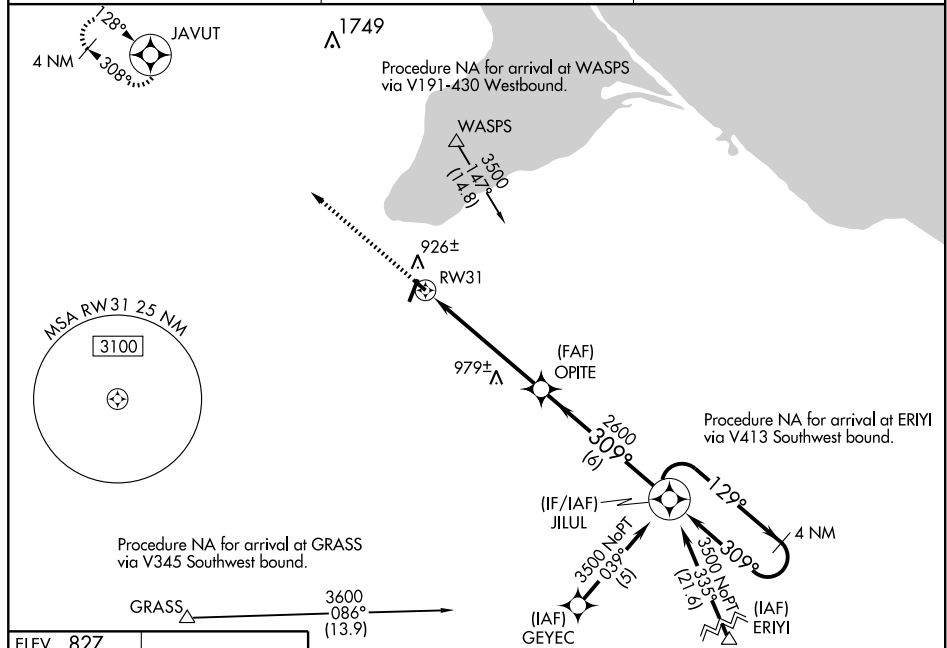 128°
JAVUT
4 NM
308°
1749
Procedure NA for arrival at WASPS
via V191-430 Westbound.
WASPS
3500
147°
(14.8)
926±
RW31
MSA RW31 25 NM
3100
979±
(FAF)
OPITE
2600
309°
(6)
Procedure NA for arrival at ERIYI
via V413 Southwest bound.
(IF/IAF)
JILUL
129°
4 NM
309°
3500 NoPT
039°
(5)
3500 NoPT
335°
(21.6)
Procedure NA for arrival at GRASS
via V345 Southwest bound.
GRASS
3600
086°
(13.9)
(IAF)
GEYEC
(IAF)
ERIYI
ELEV 827